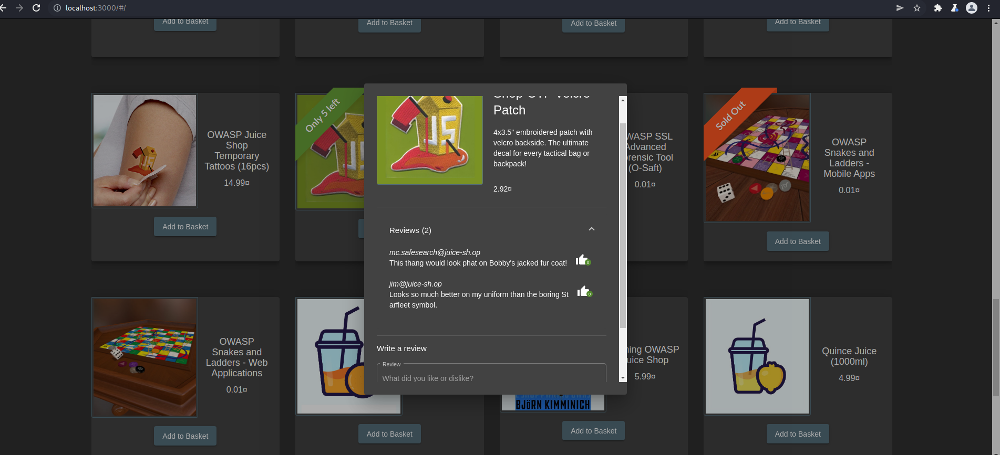 localhost:3000/#/
Add to Basket
Add to Basket
Add to Basket
Add to Basket
OWASP Juice
Shop
Temporary
Tattoos (16pcs)
14.99¤
Add to Basket
Only 5 left
Patch
4x3.5" embroidered patch with
velcro backside. The ultimate
decal for every tactical bag or
backpack!
2.92¤
Reviews (2)
mc.safesearch@juice-sh.op
This thang would look phat on Bobby's jacked fur coat!
0
jim@juice-sh.op
Looks so much better on my uniform than the boring St
arfleet symbol.
0
Write a review
Review
What did you like or dislike?
WASP SSL
Advanced
orensic Tool
(O-Saft)
0.01¤
Sold Out
OWASP
Snakes and
Ladders -
Mobile Apps
0.01¤
Add to Basket
OWASP
Snakes and
Ladders - Web
Applications
0.01¤
Add to Basket
Add to Basket
ning OWASP
uice Shop
5.99¤
BJÖRN KIMMINICH
Add to Basket
Quince Juice
(1000ml)
4.99¤
Add to Basket